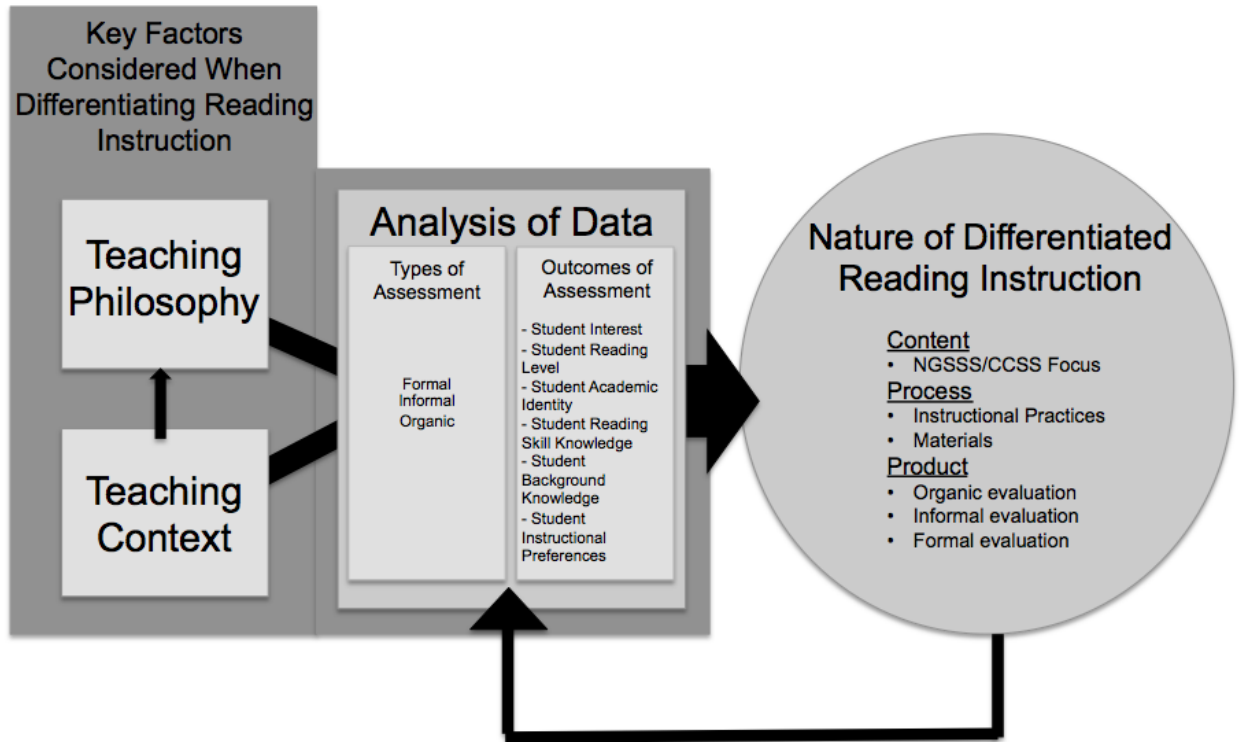 Key Factors
Considered When
Differentiating Reading
Instruction
Teaching
Philosophy
Teaching
Context
Analysis of Data
Types of
Assessment
Formal
Informal
Organic
Outcomes of
Assessment
- Student Interest
- Student Reading
Level
- Student Academic
Identity
- Student Reading
Skill Knowledge
- Student
Background
Knowledge
- Student
Instructional
Preferences
Nature of Differentiated
Reading Instruction
Content
• NGSSS/CCSS Focus
Process
• Instructional Practices
• Materials
Product
• Organic evaluation
• Informal evaluation
• Formal evaluation